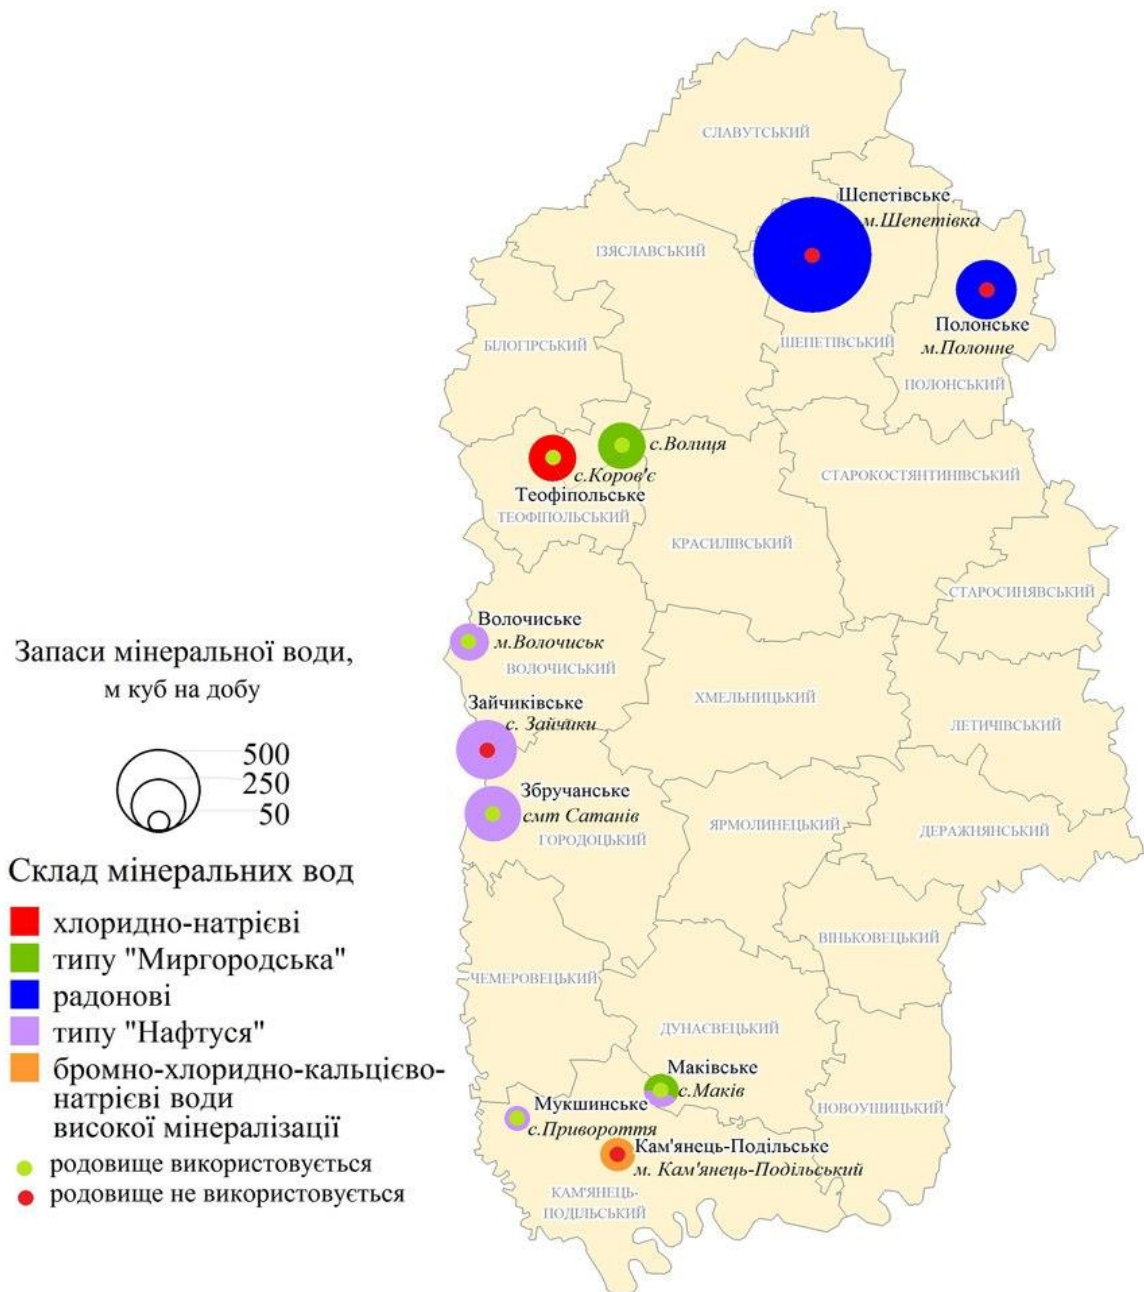 СЛАВУТСЬКИЙ
Шепетівське
м.Шепетівка
ІЗЯСЛАВСЬКИЙ
Полонське
м.Полонне
БІЛОГІРСЬКИЙ
ШЕПЕТІВСЬКИЙ
ПОЛОНСЬКИЙ
с.Волиця
с.Коров'є
Теофіпольське
ТЕОФІПОЛЬСЬКИЙ
СТАРОКОСТЯНТИНІВСЬКИЙ
КРАСИЛІВСЬКИЙ
СТАРОСИНЯВСЬКИЙ
Волочиське
м.Волочиськ
ВОЛОЧИСЬКИЙ
ХМЕЛЬНИЦЬКИЙ
Зайчиківське
с. Зайчики
ЛЕТИЧІВСЬКИЙ
Збручанське
смт Сатанів
ГОРОДОЦЬКИЙ
ЯРМОЛИНЕЦЬКИЙ
ДЕРАЖНЯНСЬКИЙ
ВІНЬКОВЕЦЬКИЙ
ЧЕМЕРОВЕЦЬКИЙ
ДУНАЄВЕЦЬКИЙ
Маківське
с.Маків
Мукшинське
с.Привороття
НОВОУШИЦЬКИЙ
Кам'янець-Подільське
м. Кам'янець-Подільський
КАМ'ЯНЕЦЬ-
ПОДІЛЬСЬКИЙ
Запаси мінеральної води,
м куб на добу
500
250
50
Склад мінеральних вод
хлоридно-натрієві
типу "Миргородська"
радонові
типу "Нафтуся"
бромно-хлоридно-кальцієво-
натрієві води
високої мінералізації
родовище використовується
родовище не використовується